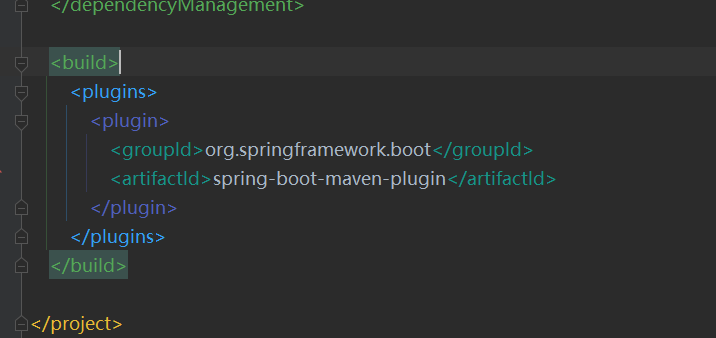 </dependencyManagement>
<build>
<plugins>
<plugin>
<groupId>org.springframework.boot</groupId>
<artifactId>spring-boot-maven-plugin</artifactId>
</plugin>
</plugins>
</build>
</project>